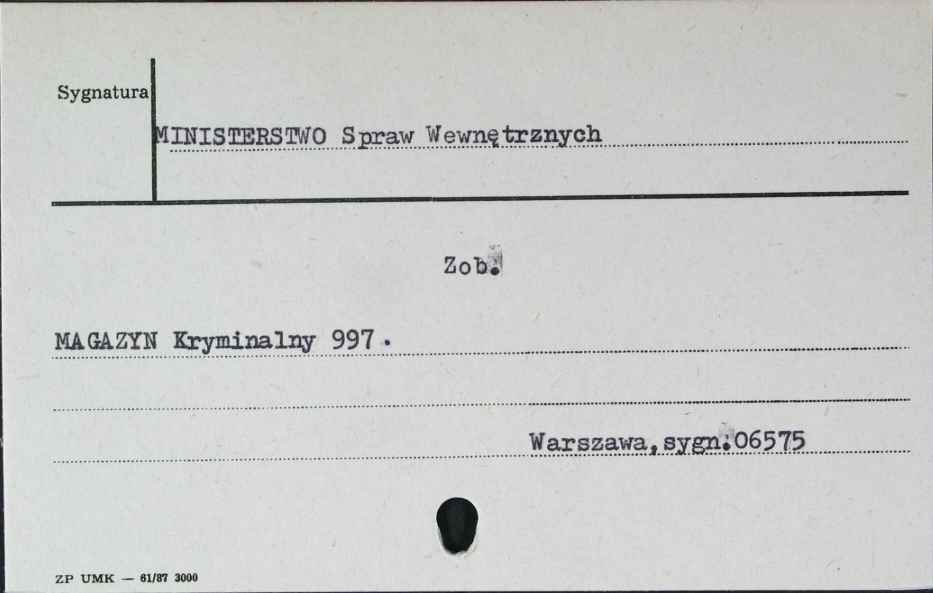 Sygnatura
MINISTERSTWO Spraw Wewnętrznych
Zob.
MAGAZYN Kryminalny 997.
Warszawa,sygn.06575
ZP UMK — 61/87 3000